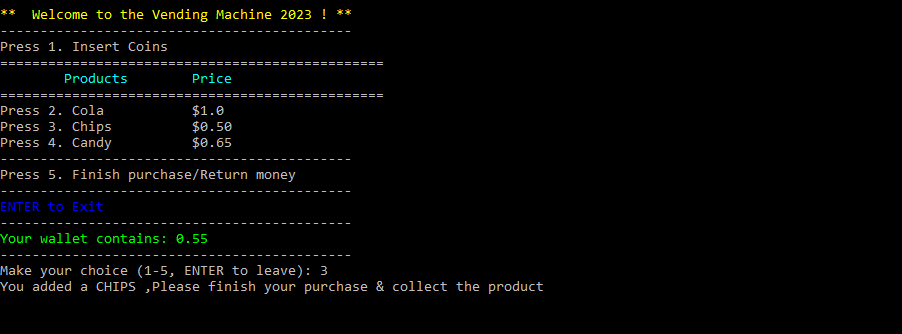 **  Welcome to the Vending Machine 2023 ! **
--------------------------------------------
Press 1. Insert Coins
================================================
        Products        Price
================================================
Press 2. Cola           $1.0
Press 3. Chips          $0.50
Press 4. Candy          $0.65
--------------------------------------------
Press 5. Finish purchase/Return money
--------------------------------------------
ENTER to Exit
--------------------------------------------
Your wallet contains: 0.55
--------------------------------------------
Make your choice (1-5, ENTER to leave): 3
You added a CHIPS ,Please finish your purchase & collect the product